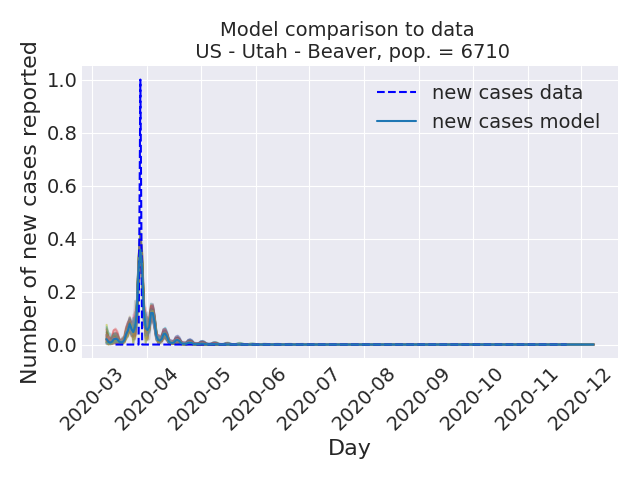 Model comparison to data
US - Utah - Beaver, pop. = 6710
Number of new cases reported
1.0
0.8
0.6
0.4
0.2
0.0
new cases data
new cases model
2020-03
2020-04
2020-05
2020-06
2020-07
2020-08
2020-09
2020-10
2020-11
2020-12
Day